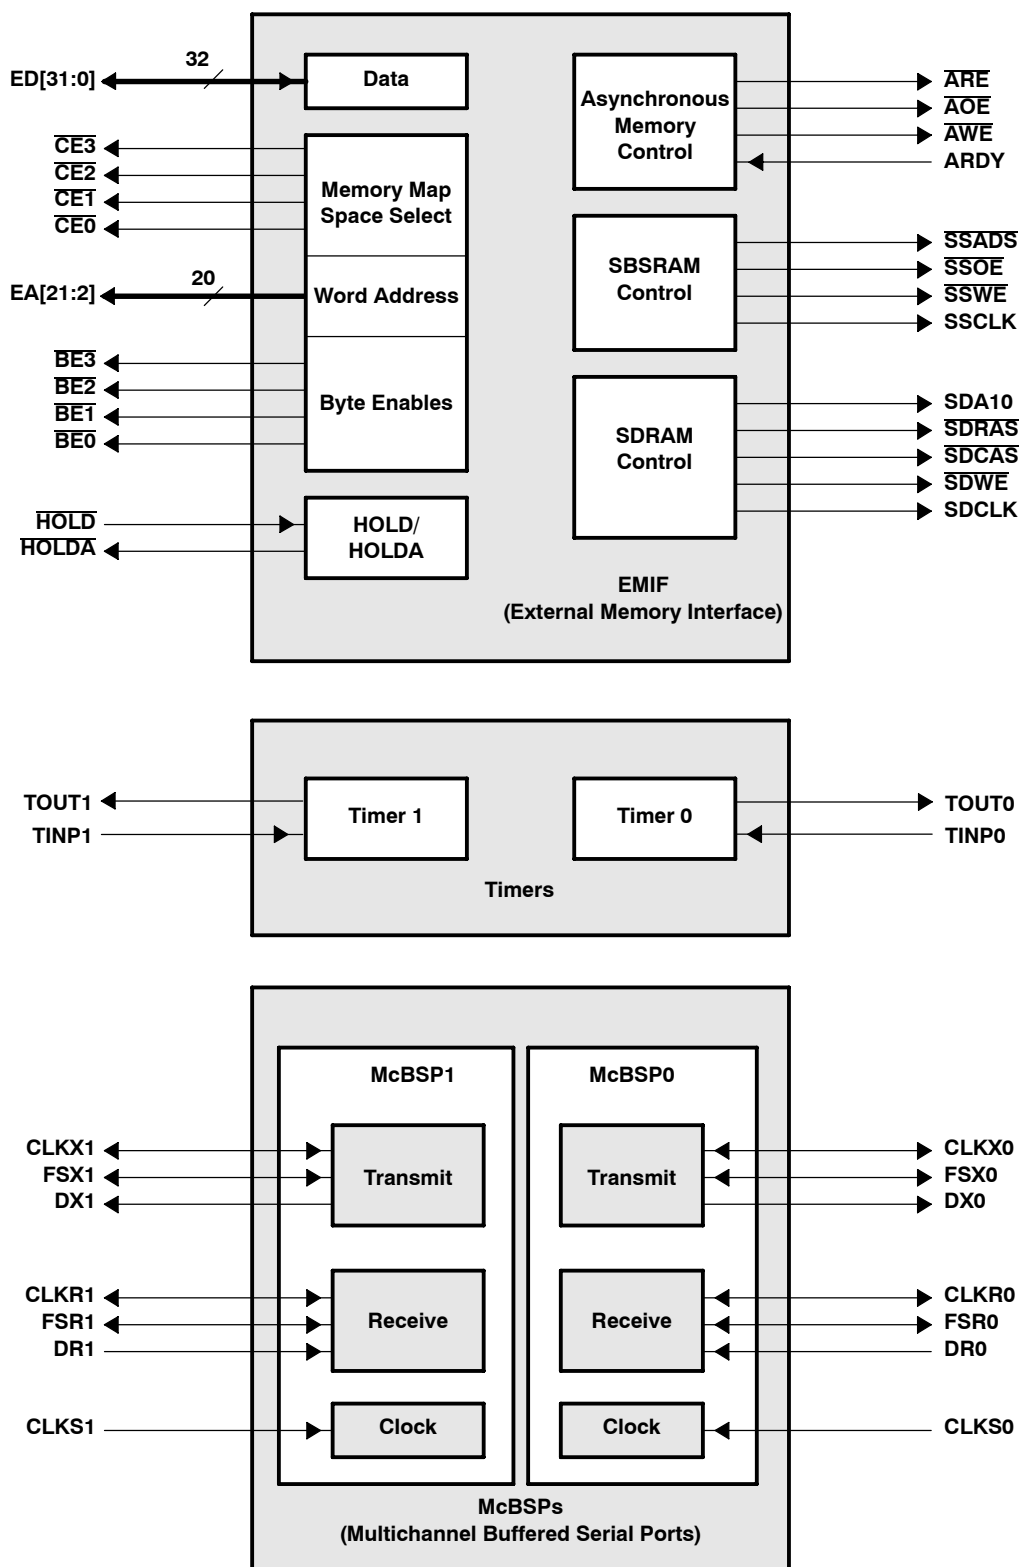 32
ED[31:0]
Data
CE3
CE2
CE1
CE0
Memory Map
Space Select
20
EA[21:2]
Word Address
BE3
BE2
BE1
BE0
Byte Enables
HOLD
HOLDA
HOLD/
HOLDA
Asynchronous
Memory
Control
ARE
AOE
AWE
ARDY
SBSRAM
Control
SSADS
SSOE
SSWE
SSCLK
SDRAM
Control
SDA10
SDRAS
SDCAS
SDWE
SDCLK
EMIF
(External Memory Interface)
TOUT1
TINP1
Timer 1
Timer 0
TOUT0
TINP0
Timers
McBSP1
McBSP0
CLKX1
FSX1
DX1
Transmit
Transmit
CLKX0
FSX0
DX0
CLKR1
FSR1
DR1
Receive
Receive
CLKR0
FSR0
DR0
CLKS1
Clock
Clock
CLKS0
McBSPs
(Multichannel Buffered Serial Ports)